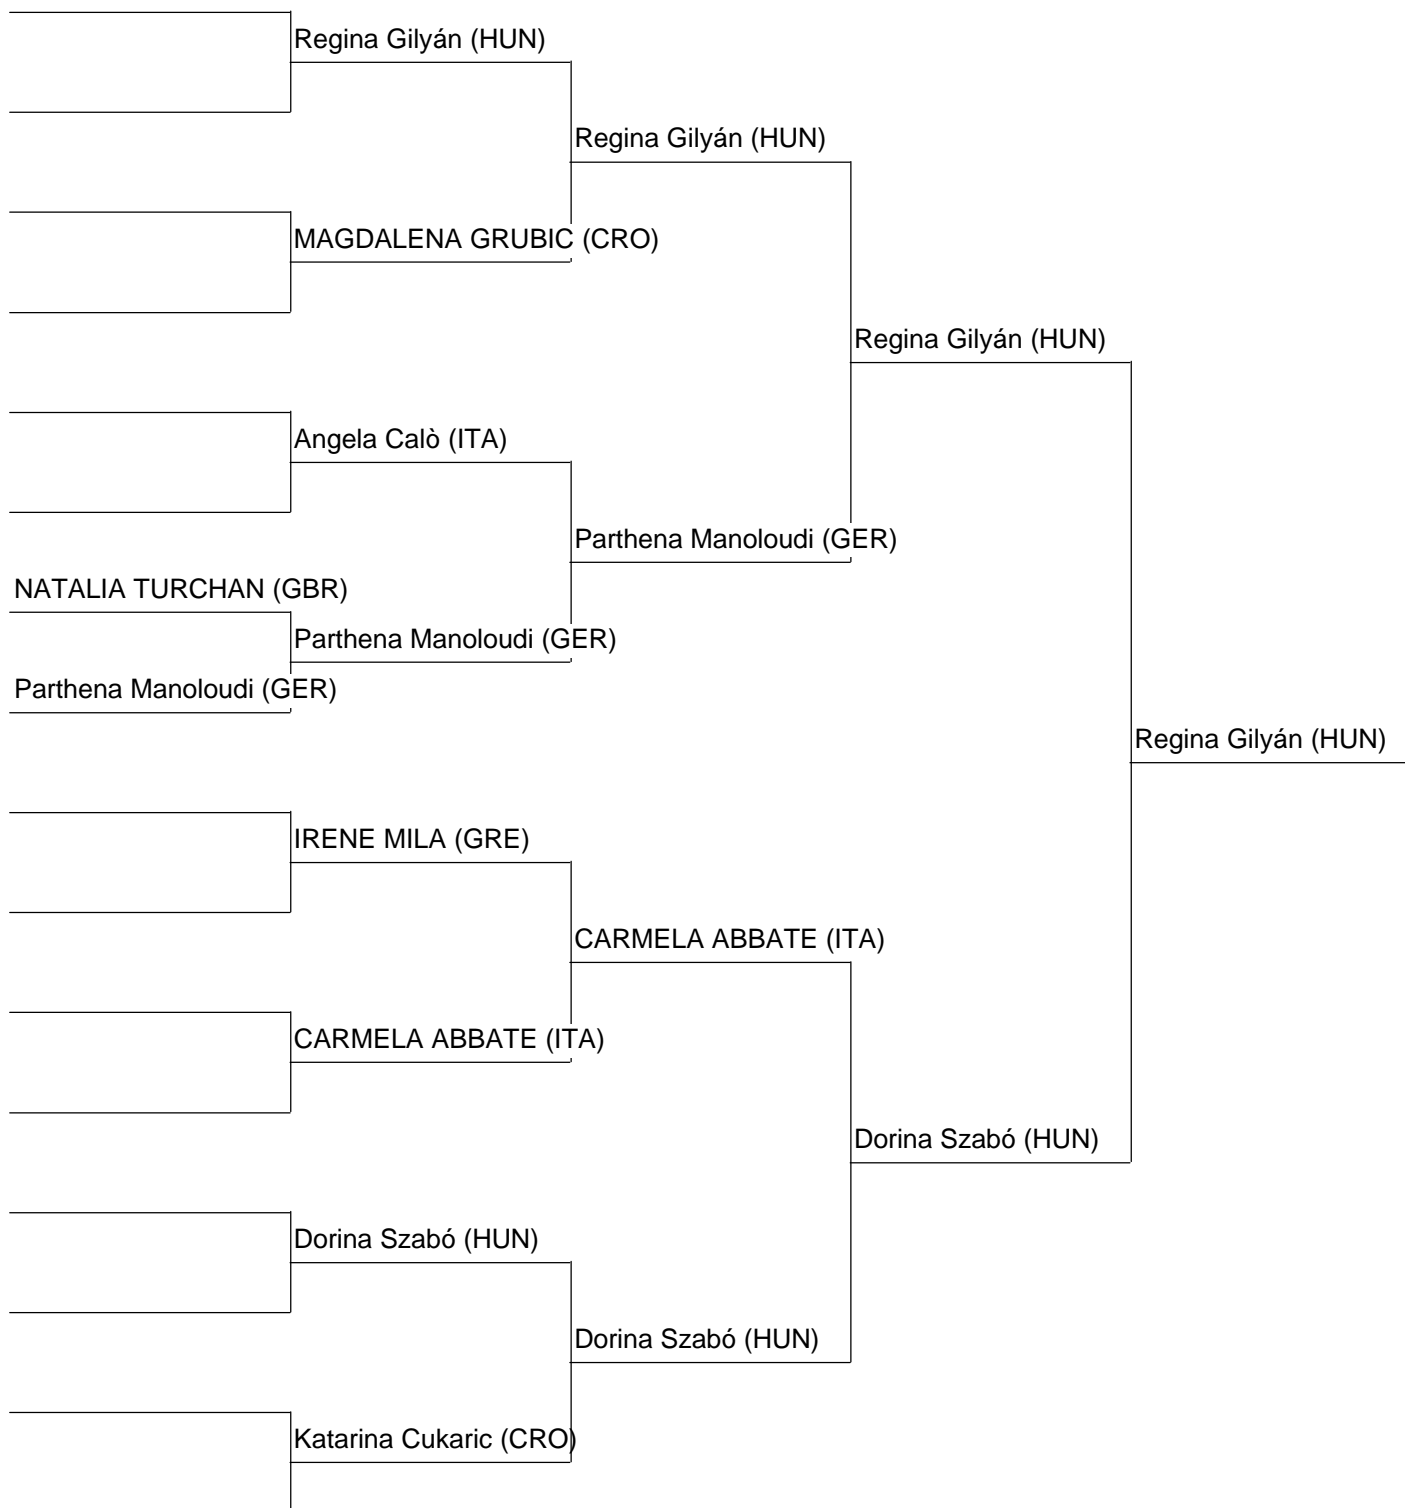 Regina Gilyán (HUN)
Regina Gilyán (HUN)
MAGDALENA GRUBIC (CRO)
Regina Gilyán (HUN)
Angela Calò (ITA)
Parthena Manoloudi (GER)
NATALIA TURCHAN (GBR)
Parthena Manoloudi (GER)
Parthena Manoloudi (GER)
Regina Gilyán (HUN)
IRENE MILA (GRE)
CARMELA ABBATE (ITA)
CARMELA ABBATE (ITA)
Dorina Szabó (HUN)
Dorina Szabó (HUN)
Dorina Szabó (HUN)
Katarina Cukaric (CRO)